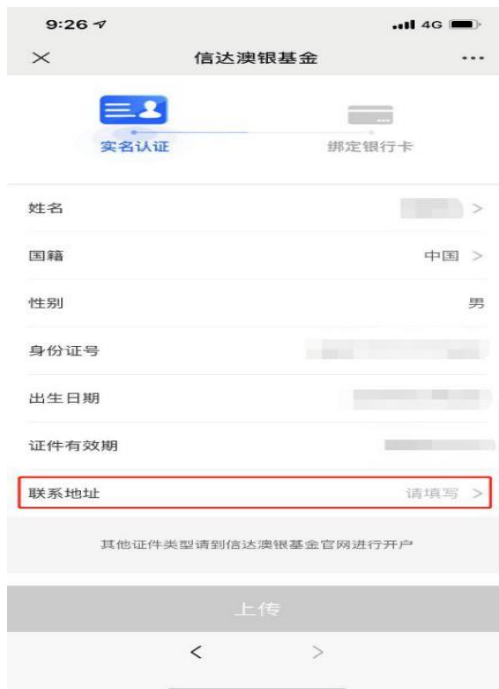 9:26
4G
信达澳银基金
实名认证 绑定银行卡
姓名
国籍 中国
性别 男
身份证号
出生日期
证件有效期
联系地址 请填写
其他证件类型请到信达澳银基金官网进行开户
上传